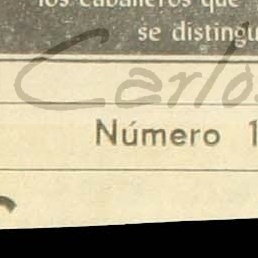 los caballeros que
se distingu
Carlos
Número 1